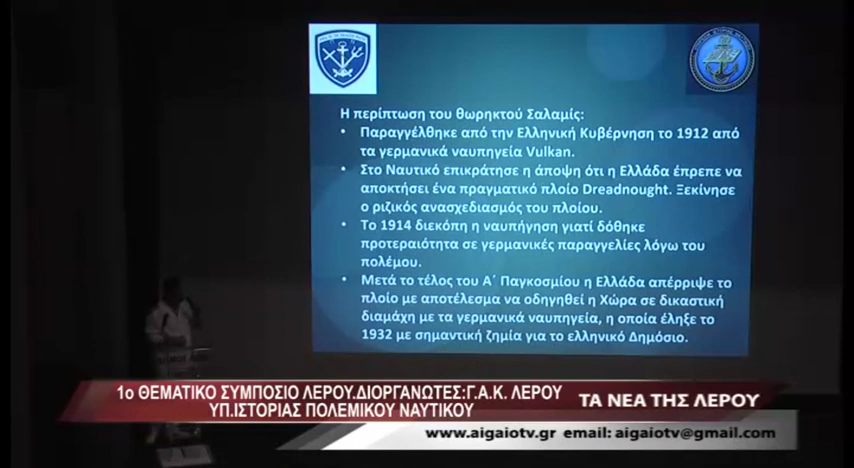 Η περίπτωση του θωρηκτού Σαλαμίς:
• Παραγγέλθηκε από την Ελληνική Κυβέρνηση το 1912 από
τα γερμανικά ναυπηγεία Vulkan.
• Στο Ναυτικό επικράτησε η άποψη ότι η Ελλάδα έπρεπε να
αποκτήσει ένα πραγματικό πλοίο Dreadnought. Ξεκίνησε
ο ριζικός ανασχεδιασμός του πλοίου.
• Το 1914 διεκόπη η ναυπήγηση γιατί δόθηκε
προτεραιότητα σε γερμανικές παραγγελίες λόγω του
πολέμου.
• Μετά το τέλος του Α΄ Παγκοσμίου η Ελλάδα απέρριψε το
πλοίο με αποτέλεσμα να οδηγηθεί η Χώρα σε δικαστική
διαμάχη με τα γερμανικά ναυπηγεία, η οποία έληξε το
1932 με σημαντική ζημία για το ελληνικό Δημόσιο.
1ο ΘΕΜΑΤΙΚΟ ΣΥΜΠΟΣΙΟ ΛΕΡΟΥ.ΔΙΟΡΓΑΝΩΤΕΣ:Γ.Α.Κ. ΛΕΡΟΥ
ΥΠ.ΙΣΤΟΡΙΑΣ ΠΟΛΕΜΙΚΟΥ ΝΑΥΤΙΚΟΥ
ΤΑ ΝΕΑ ΤΗΣ ΛΕΡΟΥ
www.aigaiotv.gr email: aigaiotv@gmail.com